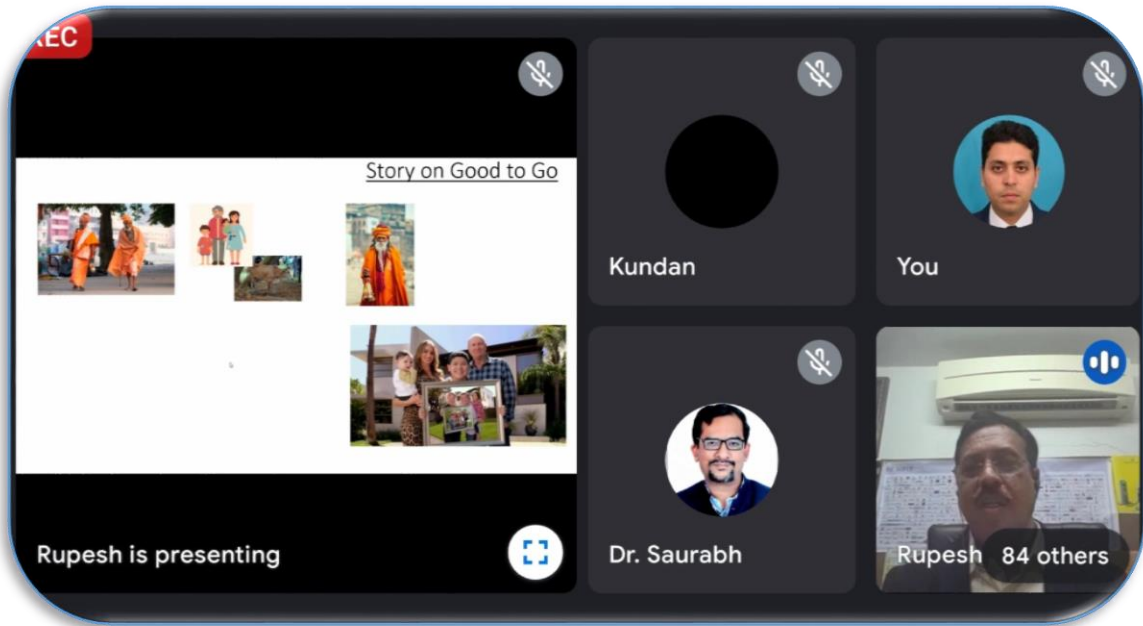 REC
Story on Good to Go
Kundan
You
Rupesh is presenting
Dr. Saurabh
Rupesh 84 others